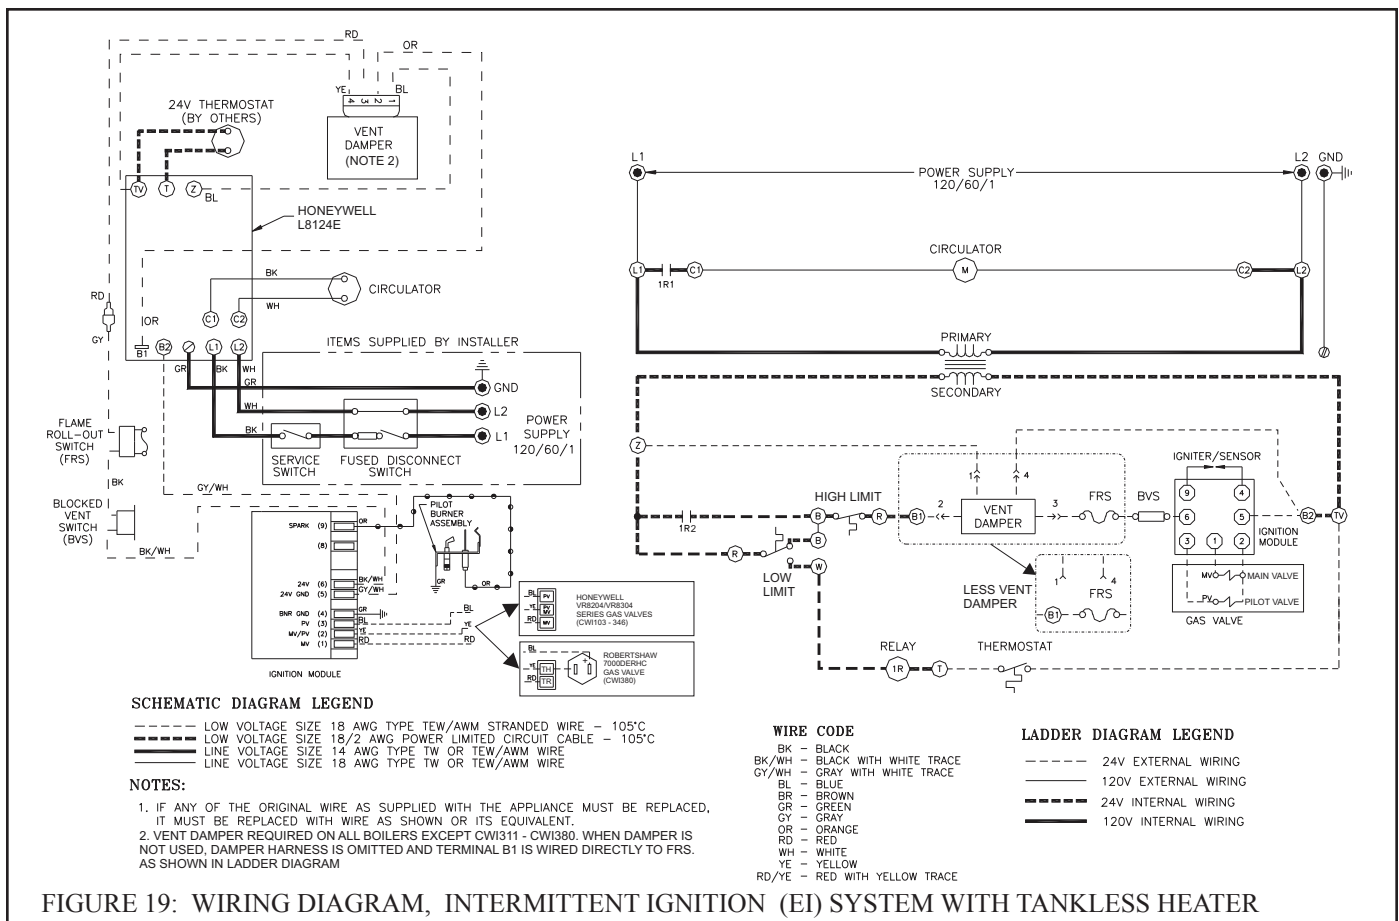 RD
OR
YE
BL
4 3 2 1
24V THERMOSTAT
(BY OTHERS)
VENT
DAMPER
(NOTE 2)
TV
T
Z
BL
HONEYWELL
L8124E
BK
CIRCULATOR
WH
RD
GY
OR
C1
C2
B1
B2
L1
L2
GR
BK
WH
ITEMS SUPPLIED BY INSTALLER
GR
GND
WH
L2
BK
L1
POWER
SUPPLY
120/60/1
SERVICE
SWITCH
FUSED DISCONNECT
SWITCH
FLAME
ROLL-OUT
SWITCH
(FRS)
BK
BLOCKED
VENT
SWITCH
(BVS)
GY/WH
BK/WH
SPARK (9)
(8)
24V (6)
24V GND (5)
BNR GND (4)
PV (3)
MV/PV (2)
MV (1)
OR
BK/WH
GY/WH
GR
BL
YE
RD
IGNITION MODULE
PILOT
BURNER
ASSEMBLY
GR
OR
BL
YE
RD
BL PV
YE PV MV
RD MV
HONEYWELL
VR8204/VR8304
SERIES GAS VALVES
(CWI103 - 346)
BL
YE TH
RD TR
ROBERTSHAW
7000DERHC
GAS VALVE
(CWI380)
L1
L2
GND
POWER SUPPLY
120/60/1
CIRCULATOR
L1
1R1
C1
M
C2
L2
PRIMARY
SECONDARY
Z
1
4
IGNITER/SENSOR
9
4
HIGH LIMIT
1R2
B
R
B1
2
VENT
DAMPER
3
FRS
BVS
6
5
B2
TV
IGNITION
MODULE
3
1
2
R
B
W
LOW
LIMIT
LESS VENT
DAMPER
1
4
FRS
B1
MV
MAIN VALVE
PV
PILOT VALVE
GAS VALVE
RELAY
1R
T
THERMOSTAT
SCHEMATIC DIAGRAM LEGEND
LOW VOLTAGE SIZE 18 AWG TYPE TEW/AWM STRANDED WIRE - 105°C
LOW VOLTAGE SIZE 18/2 AWG POWER LIMITED CIRCUIT CABLE - 105°C
LINE VOLTAGE SIZE 14 AWG TYPE TW OR TEW/AWM WIRE
LINE VOLTAGE SIZE 18 AWG TYPE TW OR TEW/AWM WIRE
NOTES:
1. IF ANY OF THE ORIGINAL WIRE AS SUPPLIED WITH THE APPLIANCE MUST BE REPLACED,
IT MUST BE REPLACED WITH WIRE AS SHOWN OR ITS EQUIVALENT.
2. VENT DAMPER REQUIRED ON ALL BOILERS EXCEPT CWI311 - CWI380. WHEN DAMPER IS
NOT USED, DAMPER HARNESS IS OMITTED AND TERMINAL B1 IS WIRED DIRECTLY TO FRS.
AS SHOWN IN LADDER DIAGRAM
WIRE CODE
BK - BLACK
BK/WH - BLACK WITH WHITE TRACE
GY/WH - GRAY WITH WHITE TRACE
BL - BLUE
BR - BROWN
GR - GREEN
GY - GRAY
OR - ORANGE
RD - RED
WH - WHITE
YE - YELLOW
RD/YE - RED WITH YELLOW TRACE
LADDER DIAGRAM LEGEND
24V EXTERNAL WIRING
120V EXTERNAL WIRING
24V INTERNAL WIRING
120V INTERNAL WIRING
FIGURE 19: WIRING DIAGRAM, INTERMITTENT IGNITION (EI) SYSTEM WITH TANKLESS HEATER